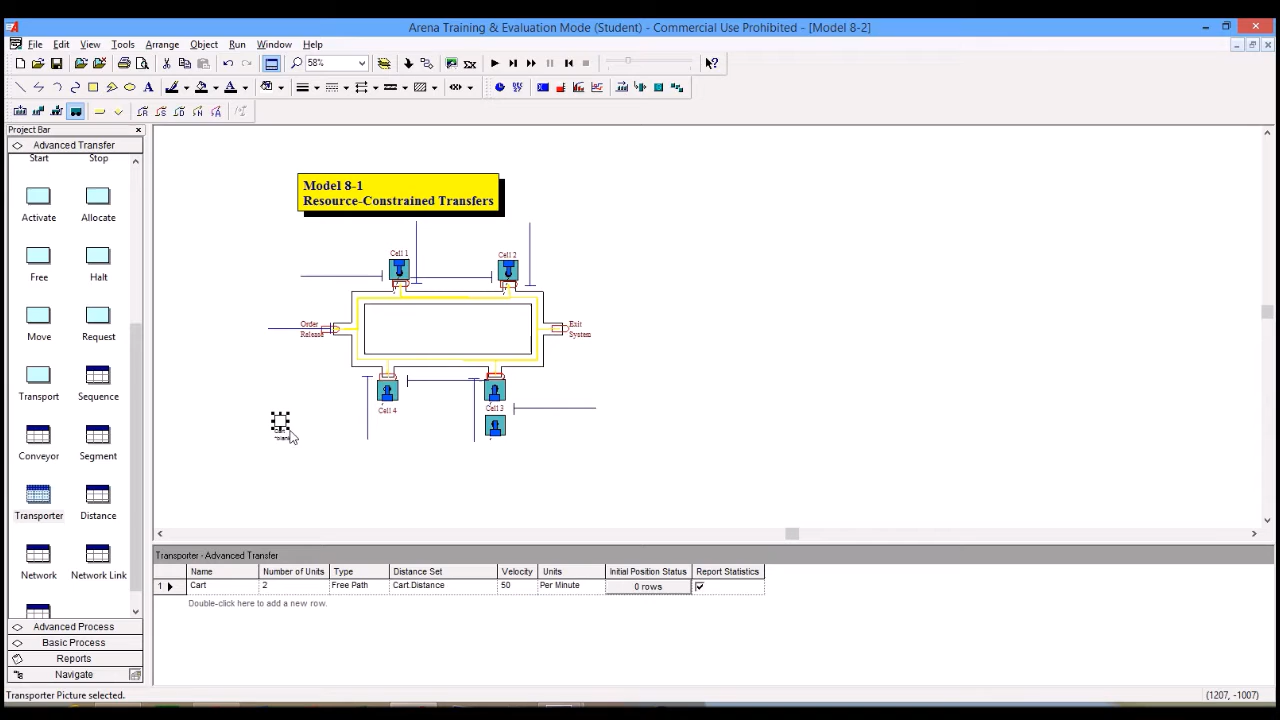 Arena Training & Evaluation Mode (Student) - Commercial Use Prohibited - [Model 8-2]
File Edit View Tools Arrange Object Run Window Help
58%
Project Bar
Advanced Transfer
Start Stop
Activate Allocate
Free Halt
Move Request
Transport Sequence
Conveyor Segment
Transporter Distance
Network Network Link
Advanced Process
Basic Process
Reports
Navigate
Model 8-1
Resource-Constrained Transfers
Cell 1 Cell 2
Order
Release
Exit
System
Cell 4
Cell 3
Transporter - Advanced Transfer
Name Number of Units Type Distance Set Velocity Units Initial Position Status Report Statistics
1 Cart 2 Free Path Cart.Distance 50 Per Minute 0 rows
Double-click here to add a new row.
Transporter Picture selected.
(1207, -1007)